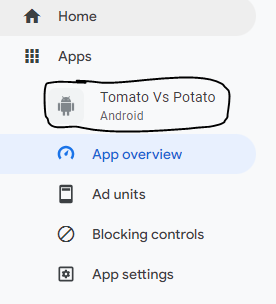 Home
Apps
Tomato Vs Potato
Android
App overview
Ad units
Blocking controls
App settings